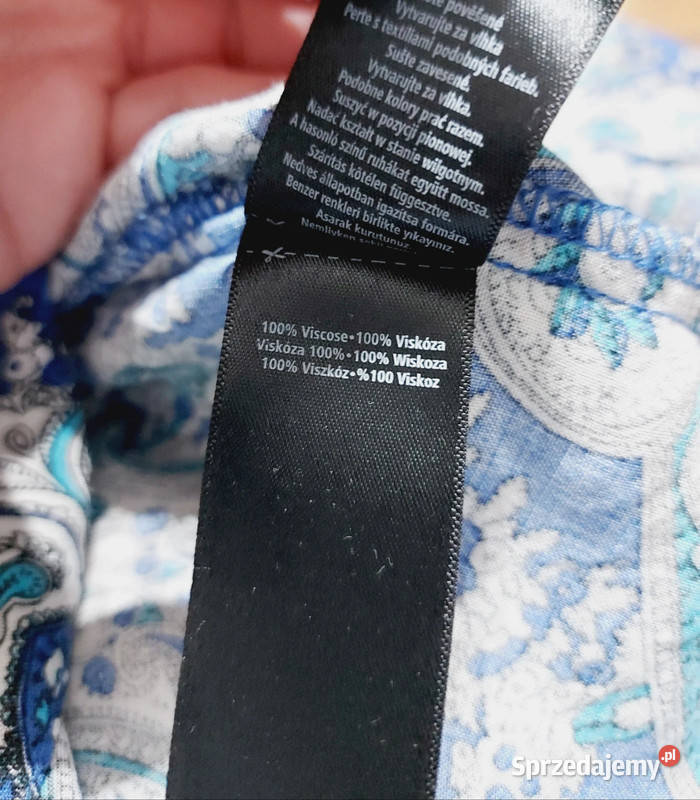 pověšené.
Vytvarujte za vlhka
Perte s textiliami podobných farieb.
Sušte zavesené.
Vytvarujte za vlhka.
Podobne kolory prać razem.
Suszyć w pozycji pionowej.
Nadać kształt w stanie wilgotnym.
A hasonló színű ruhákat együtt mossa.
Szárítás kötélen függesztve.
Nedves állapotban igazítsa formára.
Benzer renkleri birlikte yıkayınız.
Asarak kurutunuz.
Nemliyken
100% Viscose•100% Viskóza
Viskóza 100%•100% Wiskoza
100% Viszkóz•%100 Viskoz
Sprzedajemy.pl